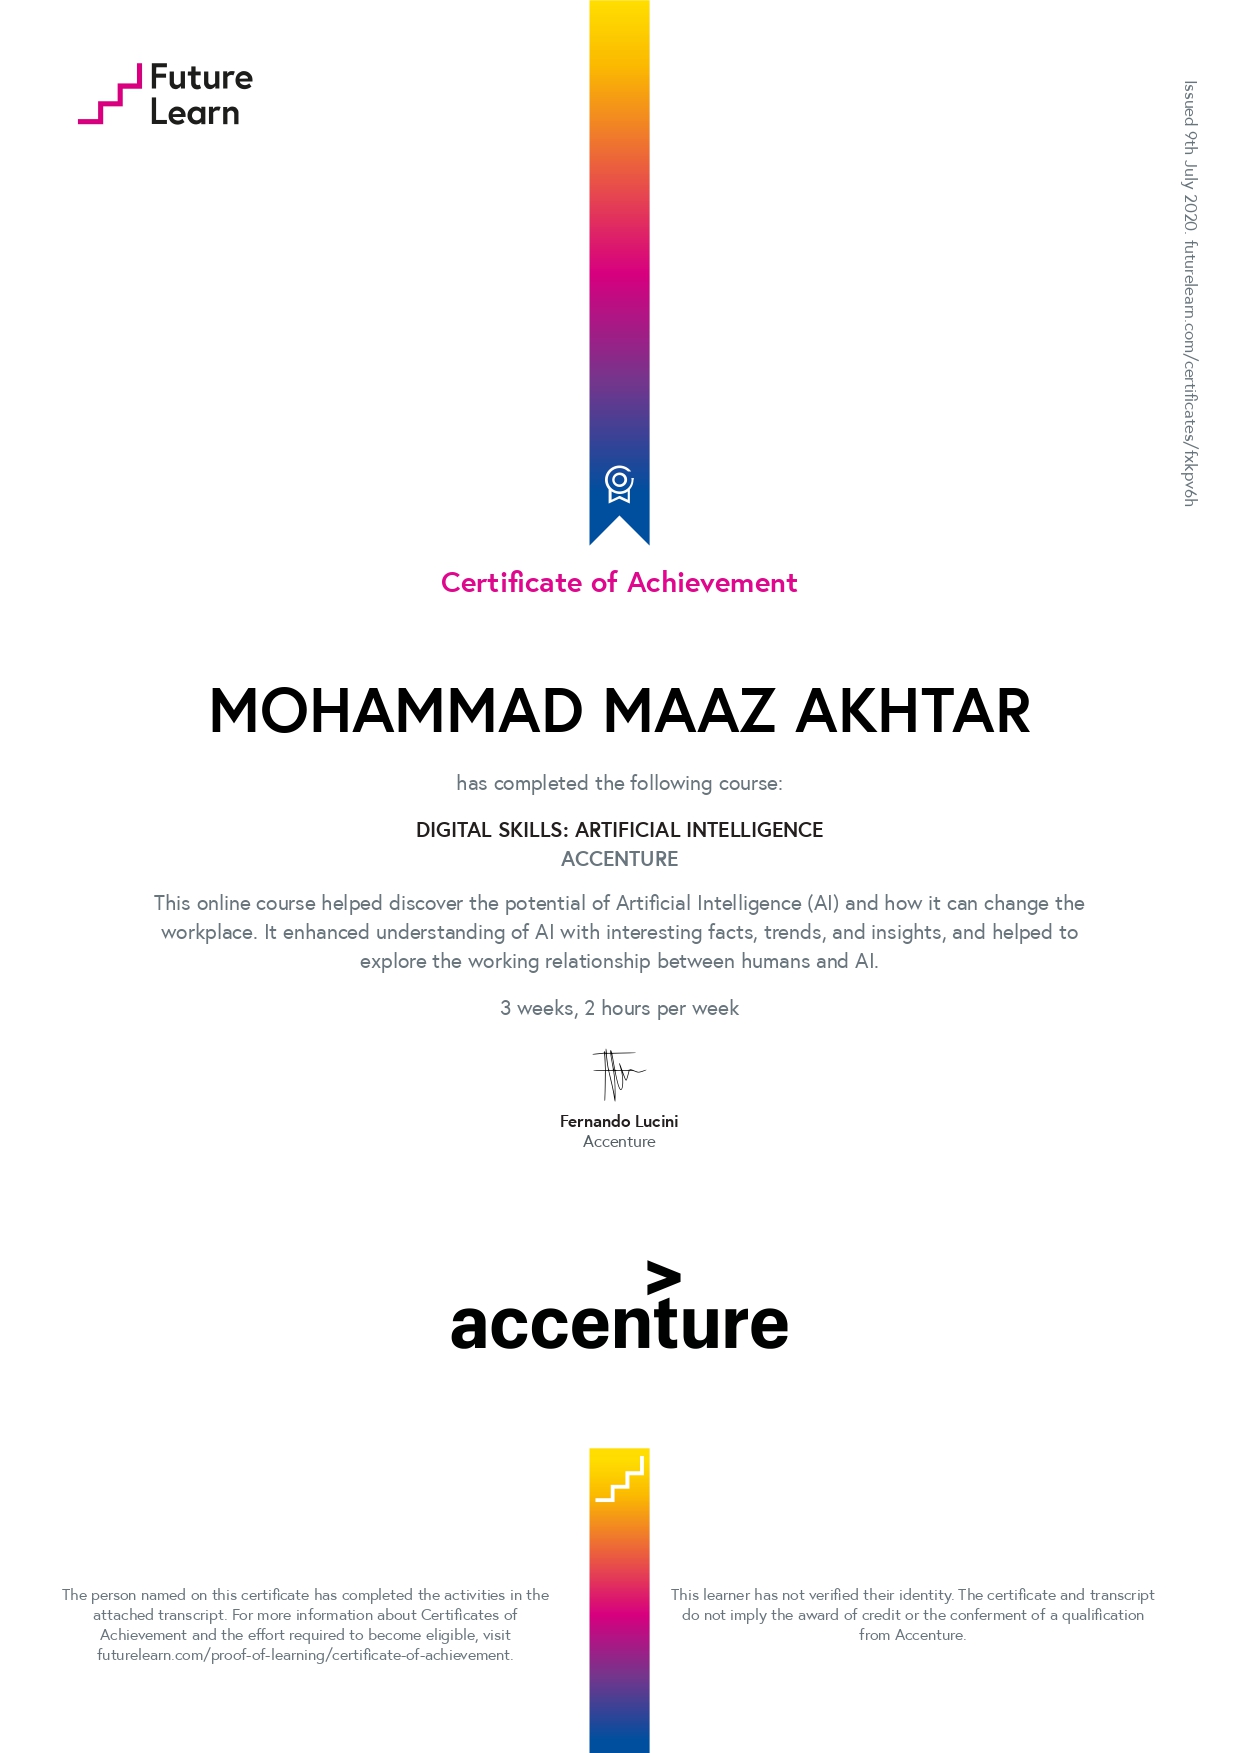 Future
Learn
Issued 9th July 2020. futurelearn.com/certificates/fxkpv6h
Certificate of Achievement
MOHAMMAD MAAZ AKHTAR
has completed the following course:
DIGITAL SKILLS: ARTIFICIAL INTELLIGENCE
ACCENTURE
This online course helped discover the potential of Artificial Intelligence (AI) and how it can change the
workplace. It enhanced understanding of AI with interesting facts, trends, and insights, and helped to
explore the working relationship between humans and AI.
3 weeks, 2 hours per week
Fernando Lucini
Accenture
accenture
The person named on this certificate has completed the activities in the
attached transcript. For more information about Certificates of
Achievement and the effort required to become eligible, visit
futurelearn.com/proof-of-learning/certificate-of-achievement.
This learner has not verified their identity. The certificate and transcript
do not imply the award of credit or the conferment of a qualification
from Accenture.